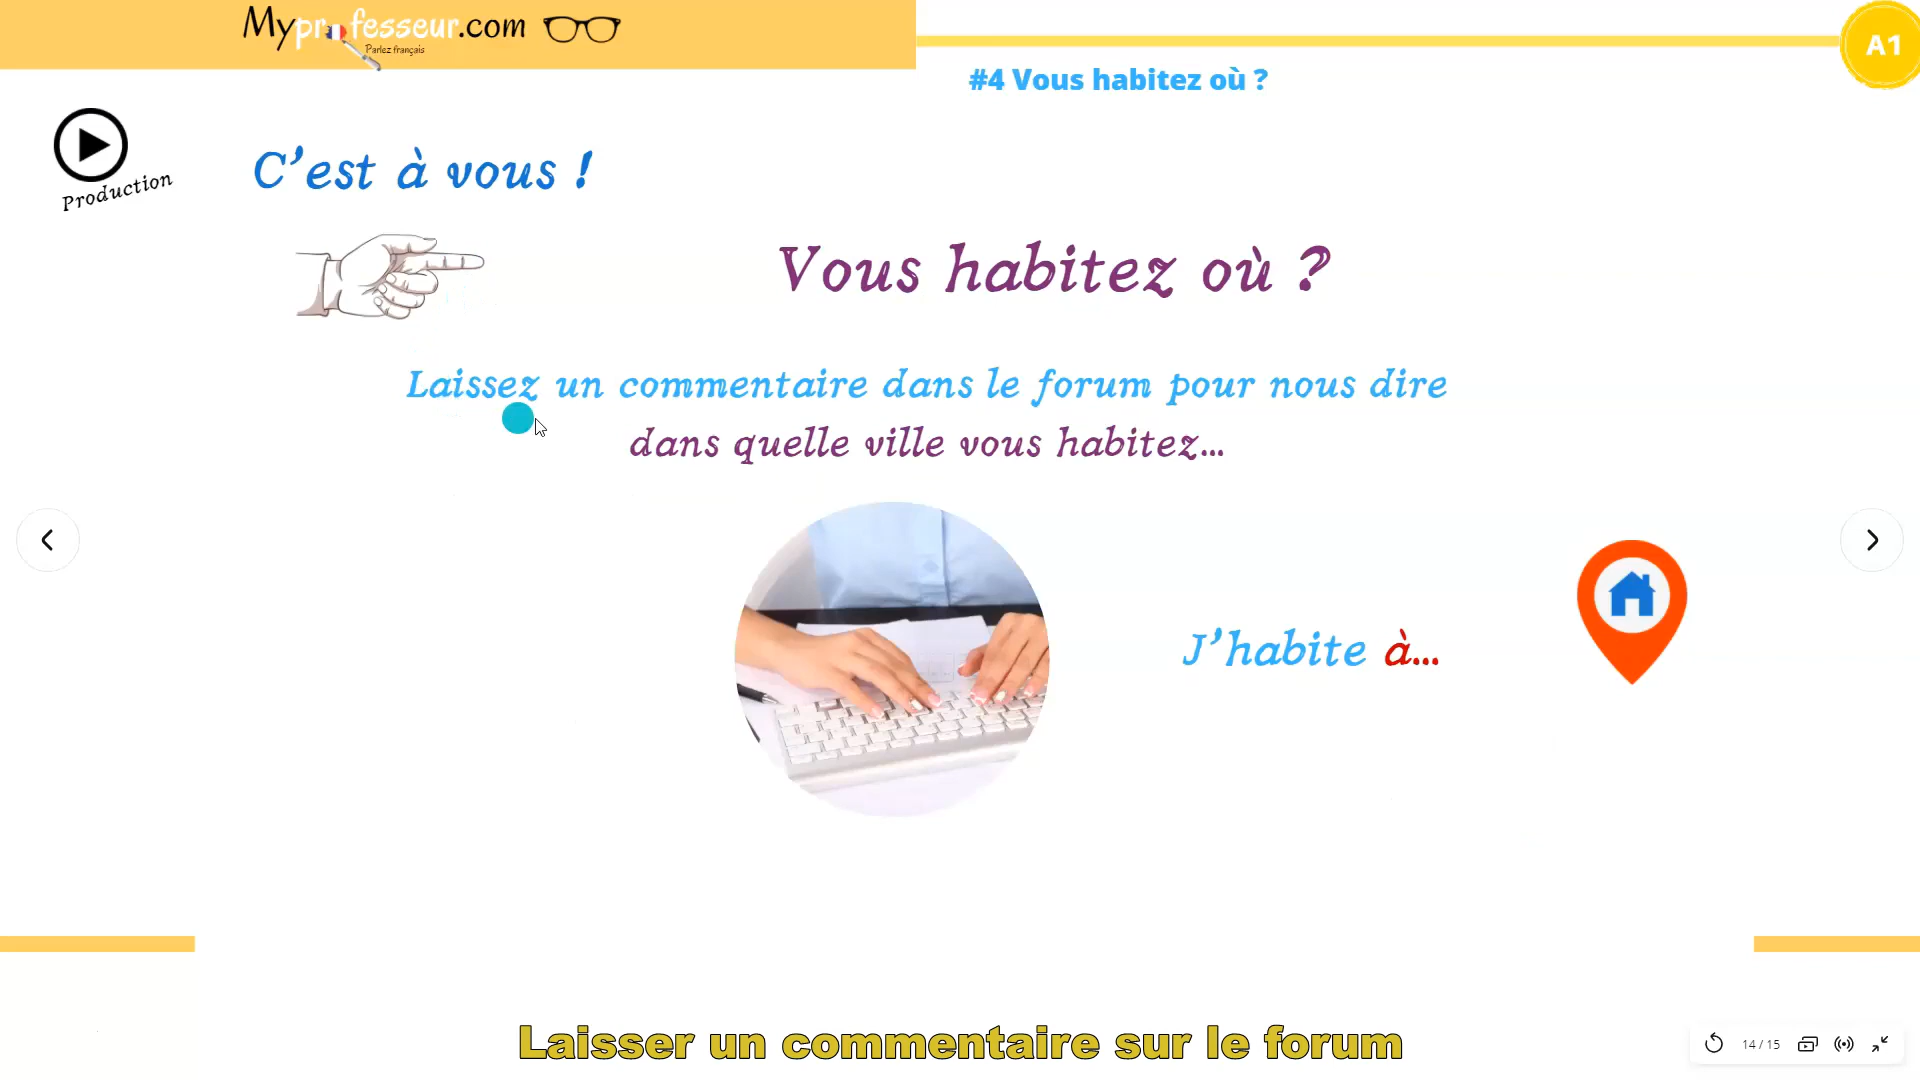 Myprofesseur.com
Parlez français
A1
#4 Vous habitez où ?
Production
C'est à vous !
Vous habitez où ?
Laissez un commentaire dans le forum pour nous dire
dans quelle ville vous habitez...
J'habite à...
Laisser un commentaire sur le forum
14 / 15